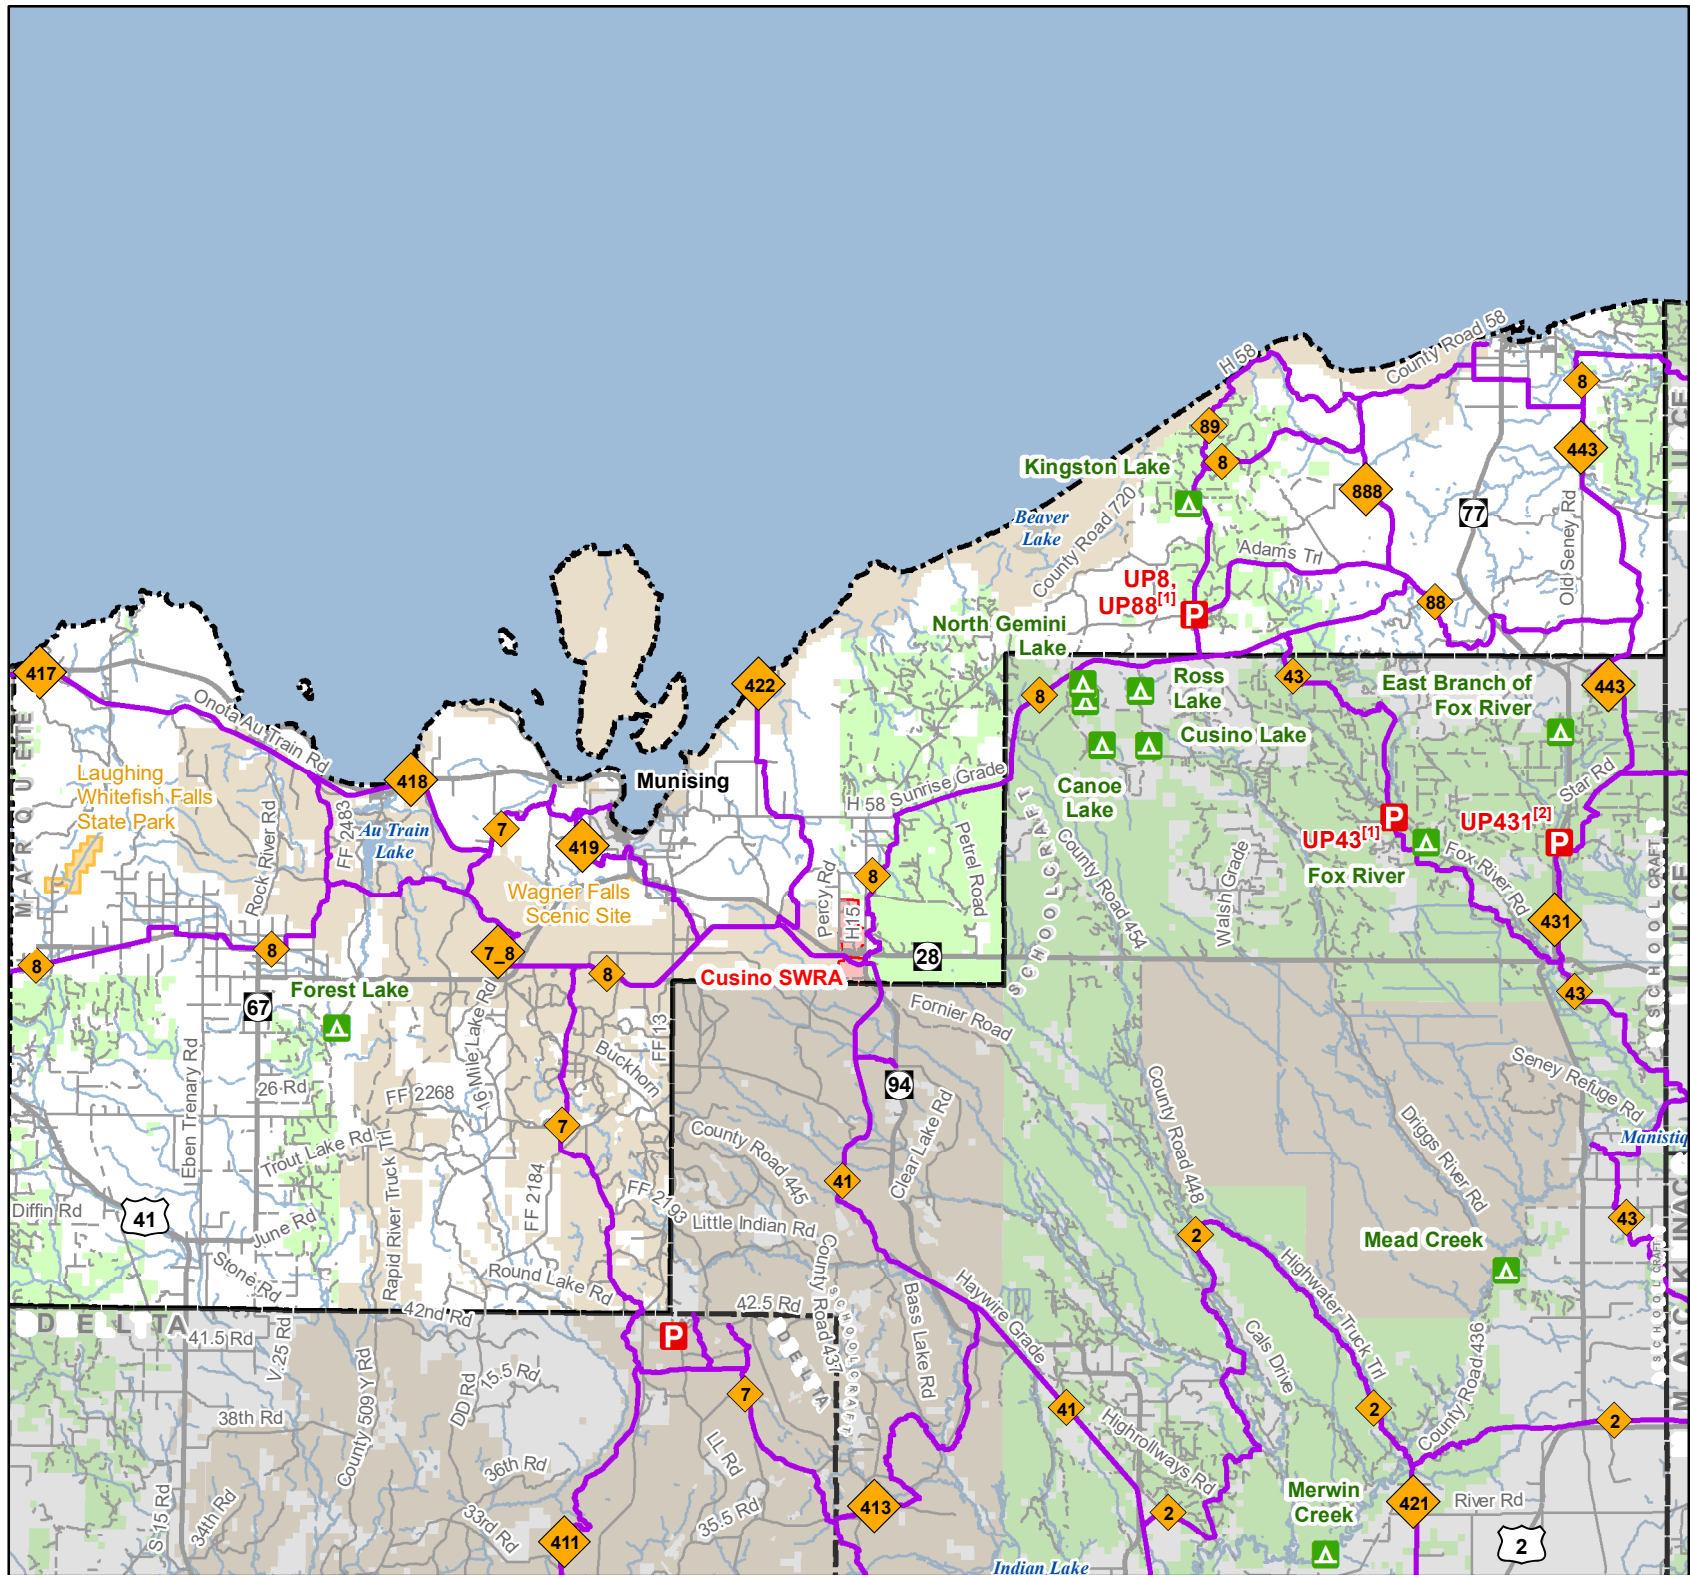 H 58
County Road 58
8
89
443
Kingston Lake
8
888
77
County Road 720
Beaver
Lake
Old Seney Rd
Adams Trl
UP8,
UP88[1]
P
88
North Gemini
Lake
LUCE
417
422
8
Ross
Lake
43
East Branch of
Fox River
443
Onota Au Train Rd
MARQUETTE
Munising
Cusino Lake
418
Laughing
Whitefish Falls
State Park
H 58
Sunrise Grade
Canoe
Lake
Star Rd
FF 2483
Au Train
Lake
7
419
Rock River Rd
SCHOOLCRAFT
County Road 454
P
UP43[1]
Fox River
UP431[2]
P
Walsh Grade
Fox River Rd
Petrel Road
Percy Rd
H 15
8
Wagner Falls
Scenic Site
431
SCHOOLCRAFT
LUCE
8
8
7_8
8
28
Cusino SWRA
43
67
Forest Lake
FF 13
Fornier Road
16 Mile Lake Rd
Eben Trenary Rd
Buckhorn
94
Seney Refuge Rd
26 Rd
FF 2268
7
Clear Lake Rd
County Road 448
Driggs River Rd
Manistiq
Trout Lake Rd
County Road 445
FF 2184
41
Rapid River Truck Trl
FF 2193
Diffin Rd
41
June Rd
Little Indian Rd
2
43
Mead Creek
Stone Rd
Round Lake Rd
County Road 437
Haywire Grade
Highwater Truck Trl
SCHOOLCRAFT
MACKINAC
42nd Rd
42.5 Rd
DELTA
41.5 Rd
V.25 Rd
P
DELTA
SCHOOLCRAFT
Bass Lake Rd
Cals Drive
County Road 436
County 509 Y Rd
15.5 Rd
DD Rd
7
41
2
2
38th Rd
LL Rd
Highrollways Rd
36th Rd
413
2
Merwin
Creek
421
River Rd
S 15 Rd
34th Rd
33rd Rd
35.5 Rd
411
2
Indian Lake